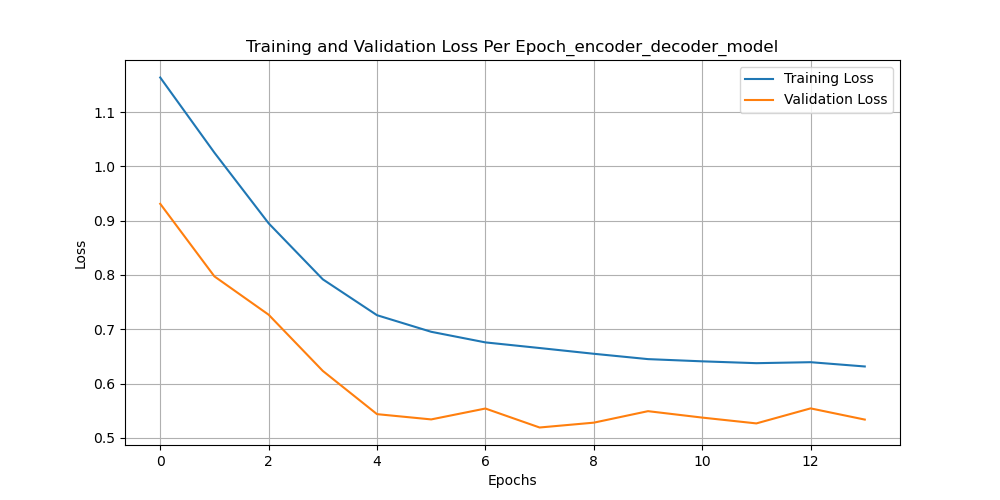 Training and Validation Loss Per Epoch_encoder_decoder_model
Training Loss
Validation Loss
Loss
1.1
1.0
0.9
0.8
0.7
0.6
0.5
0 2 4 6 8 10 12
Epochs